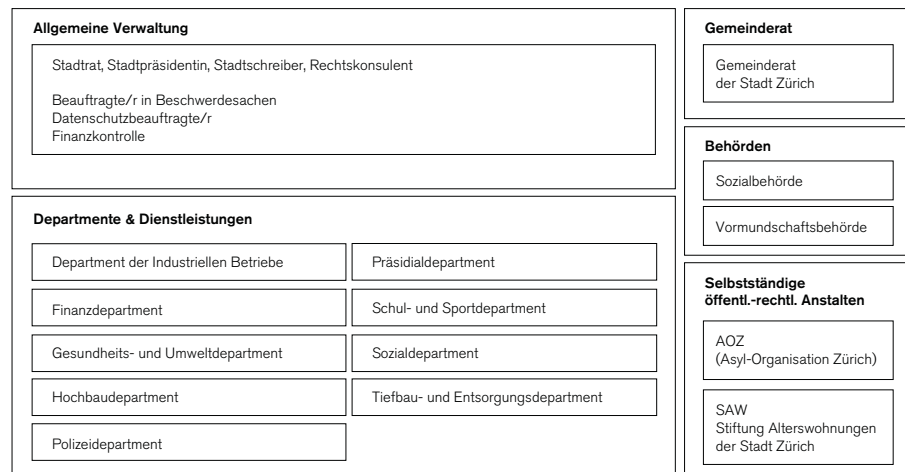 Allgemeine Verwaltung
Stadtrat, Stadtpräsidentin, Stadtschreiber, Rechtskonsulent
Beauftragte/r in Beschwerdesachen
Datenschutzbeauftragte/r
Finanzkontrolle
Departmente & Dienstleistungen
Department der Industriellen Betriebe
Präsidialdepartment
Finanzdepartment
Schul- und Sportdepartment
Gesundheits- und Umweltdepartment
Sozialdepartment
Hochbaudepartment
Tiefbau- und Entsorgungsdepartment
Polizeidepartment
Gemeinderat
Gemeinderat
der Stadt Zürich
Behörden
Sozialbehörde
Vormundschaftsbehörde
Selbstständige
öffentl.-rechtl. Anstalten
AOZ
(Asyl-Organisation Zürich)
SAW
Stiftung Alterswohnungen
der Stadt Zürich